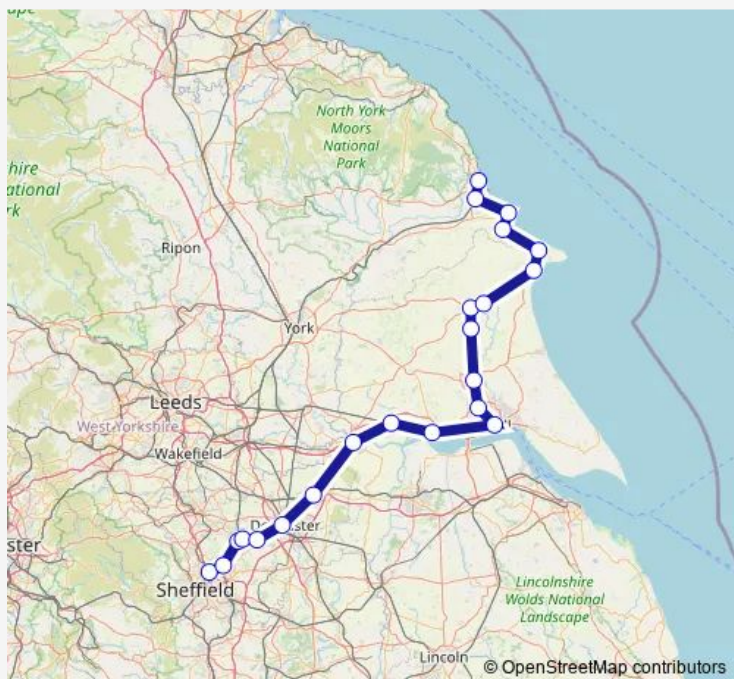 North York
Moors
National
Park
Ripon
York
Leeds
West Yorkshire
Wakefield
Sheffield
Lincolnshire
Wolds National
Landscape
Lincoln
© OpenStreetMap contributors